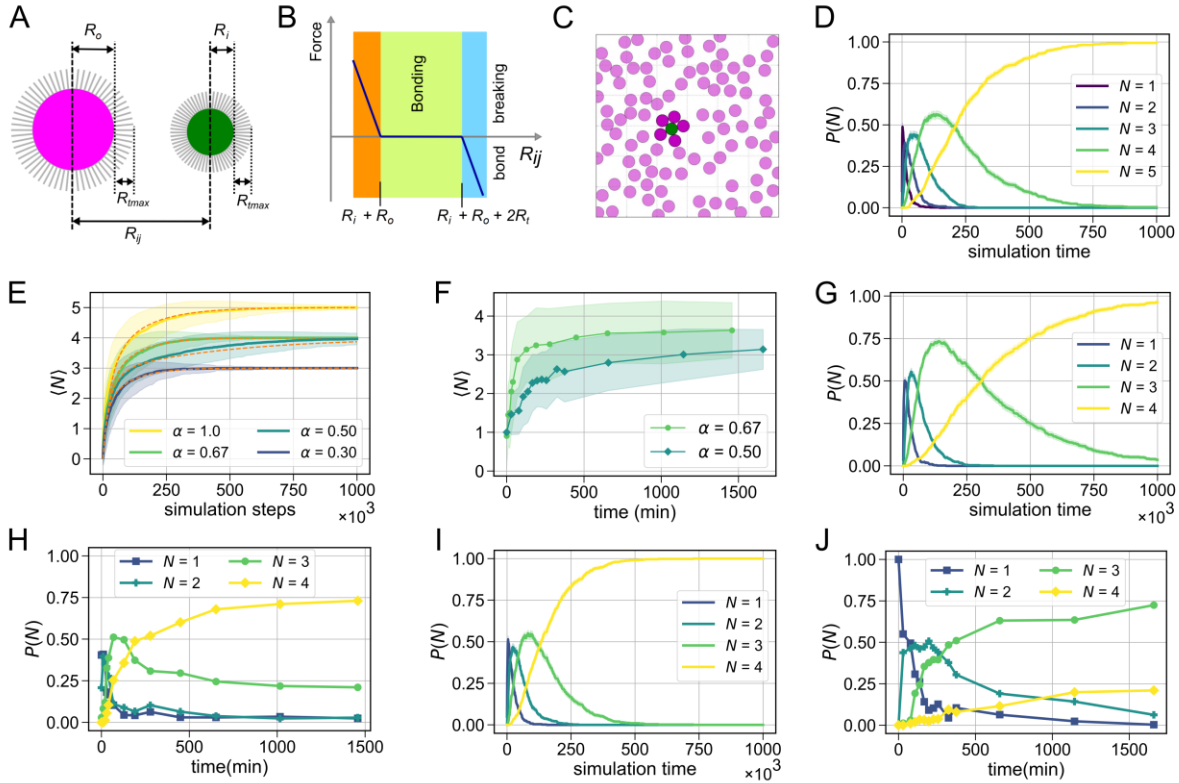 A
R_o
R_i
R_tmax
R_tmax
R_ij
B
Force
Bonding
bond breaking
R_ij
R_i + R_o
R_i + R_o + 2R_t
C
D
P(N)
1.00
0.75
0.50
0.25
0.00
N = 1
N = 2
N = 3
N = 4
N = 5
0 250 500 750 1000
simulation time
E
⟨N⟩
5
4
3
2
1
0
α = 1.0
α = 0.67
α = 0.50
α = 0.30
0 250 500 750 1000
simulation steps
×10³
F
⟨N⟩
4
3
2
1
0
α = 0.67
α = 0.50
0 500 1000 1500
time (min)
G
P(N)
1.00
0.75
0.50
0.25
0.00
N = 1
N = 2
N = 3
N = 4
0 250 500 750 1000
simulation time
×10³
H
P(N)
1.00
0.75
0.50
0.25
0.00
N = 1
N = 2
N = 3
N = 4
0 500 1000 1500
time(min)
I
P(N)
1.00
0.75
0.50
0.25
0.00
N = 1
N = 2
N = 3
N = 4
0 250 500 750 1000
simulation time
×10³
J
P(N)
1.00
0.75
0.50
0.25
0.00
N = 1
N = 2
N = 3
N = 4
0 500 1000 1500
time(min)